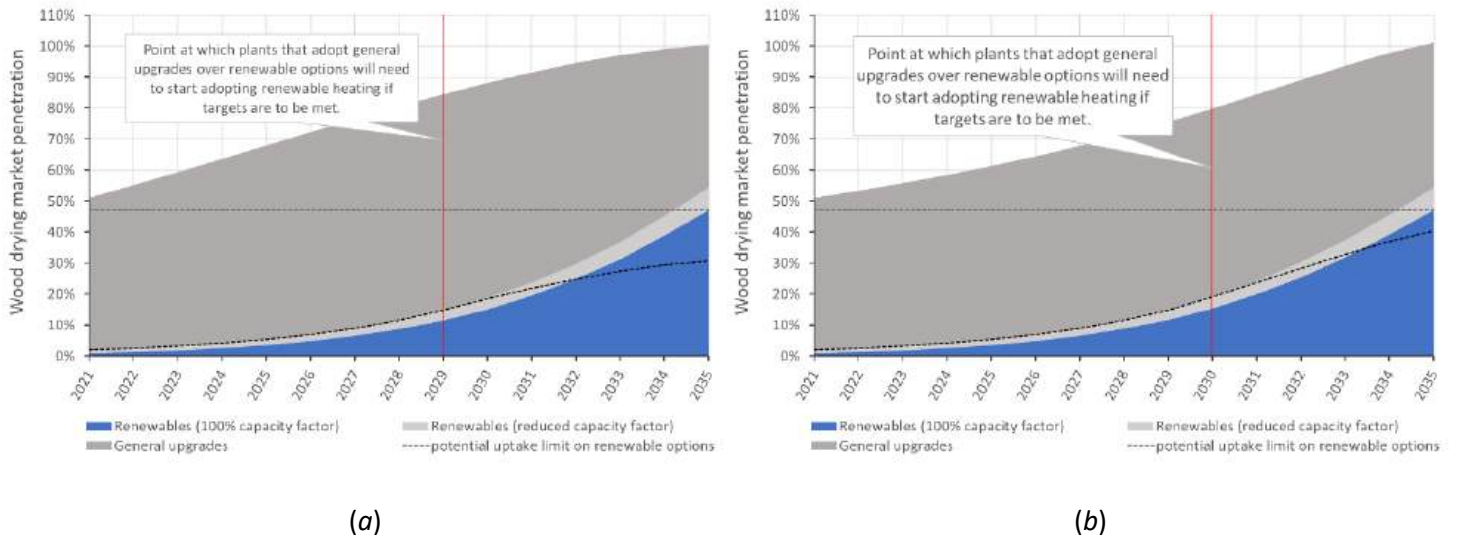 110%
100%
90%
80%
70%
60%
50%
40%
30%
20%
10%
0%
Wood drying market penetration
Point at which plants that adopt general
upgrades over renewable options will need
to start adopting renewable heating if
targets are to be met.
2021
2022
2023
2024
2025
2026
2027
2028
2029
2030
2031
2032
2033
2034
2035
Renewables (100% capacity factor)
Renewables (reduced capacity factor)
General upgrades
potential uptake limit on renewable options
(a)
110%
100%
90%
80%
70%
60%
50%
40%
30%
20%
10%
0%
Wood drying market penetration
Point at which plants that adopt general
upgrades over renewable options will need
to start adopting renewable heating if
targets are to be met.
2021
2022
2023
2024
2025
2026
2027
2028
2029
2030
2031
2032
2033
2034
2035
Renewables (100% capacity factor)
Renewables (reduced capacity factor)
General upgrades
potential uptake limit on renewable options
(b)